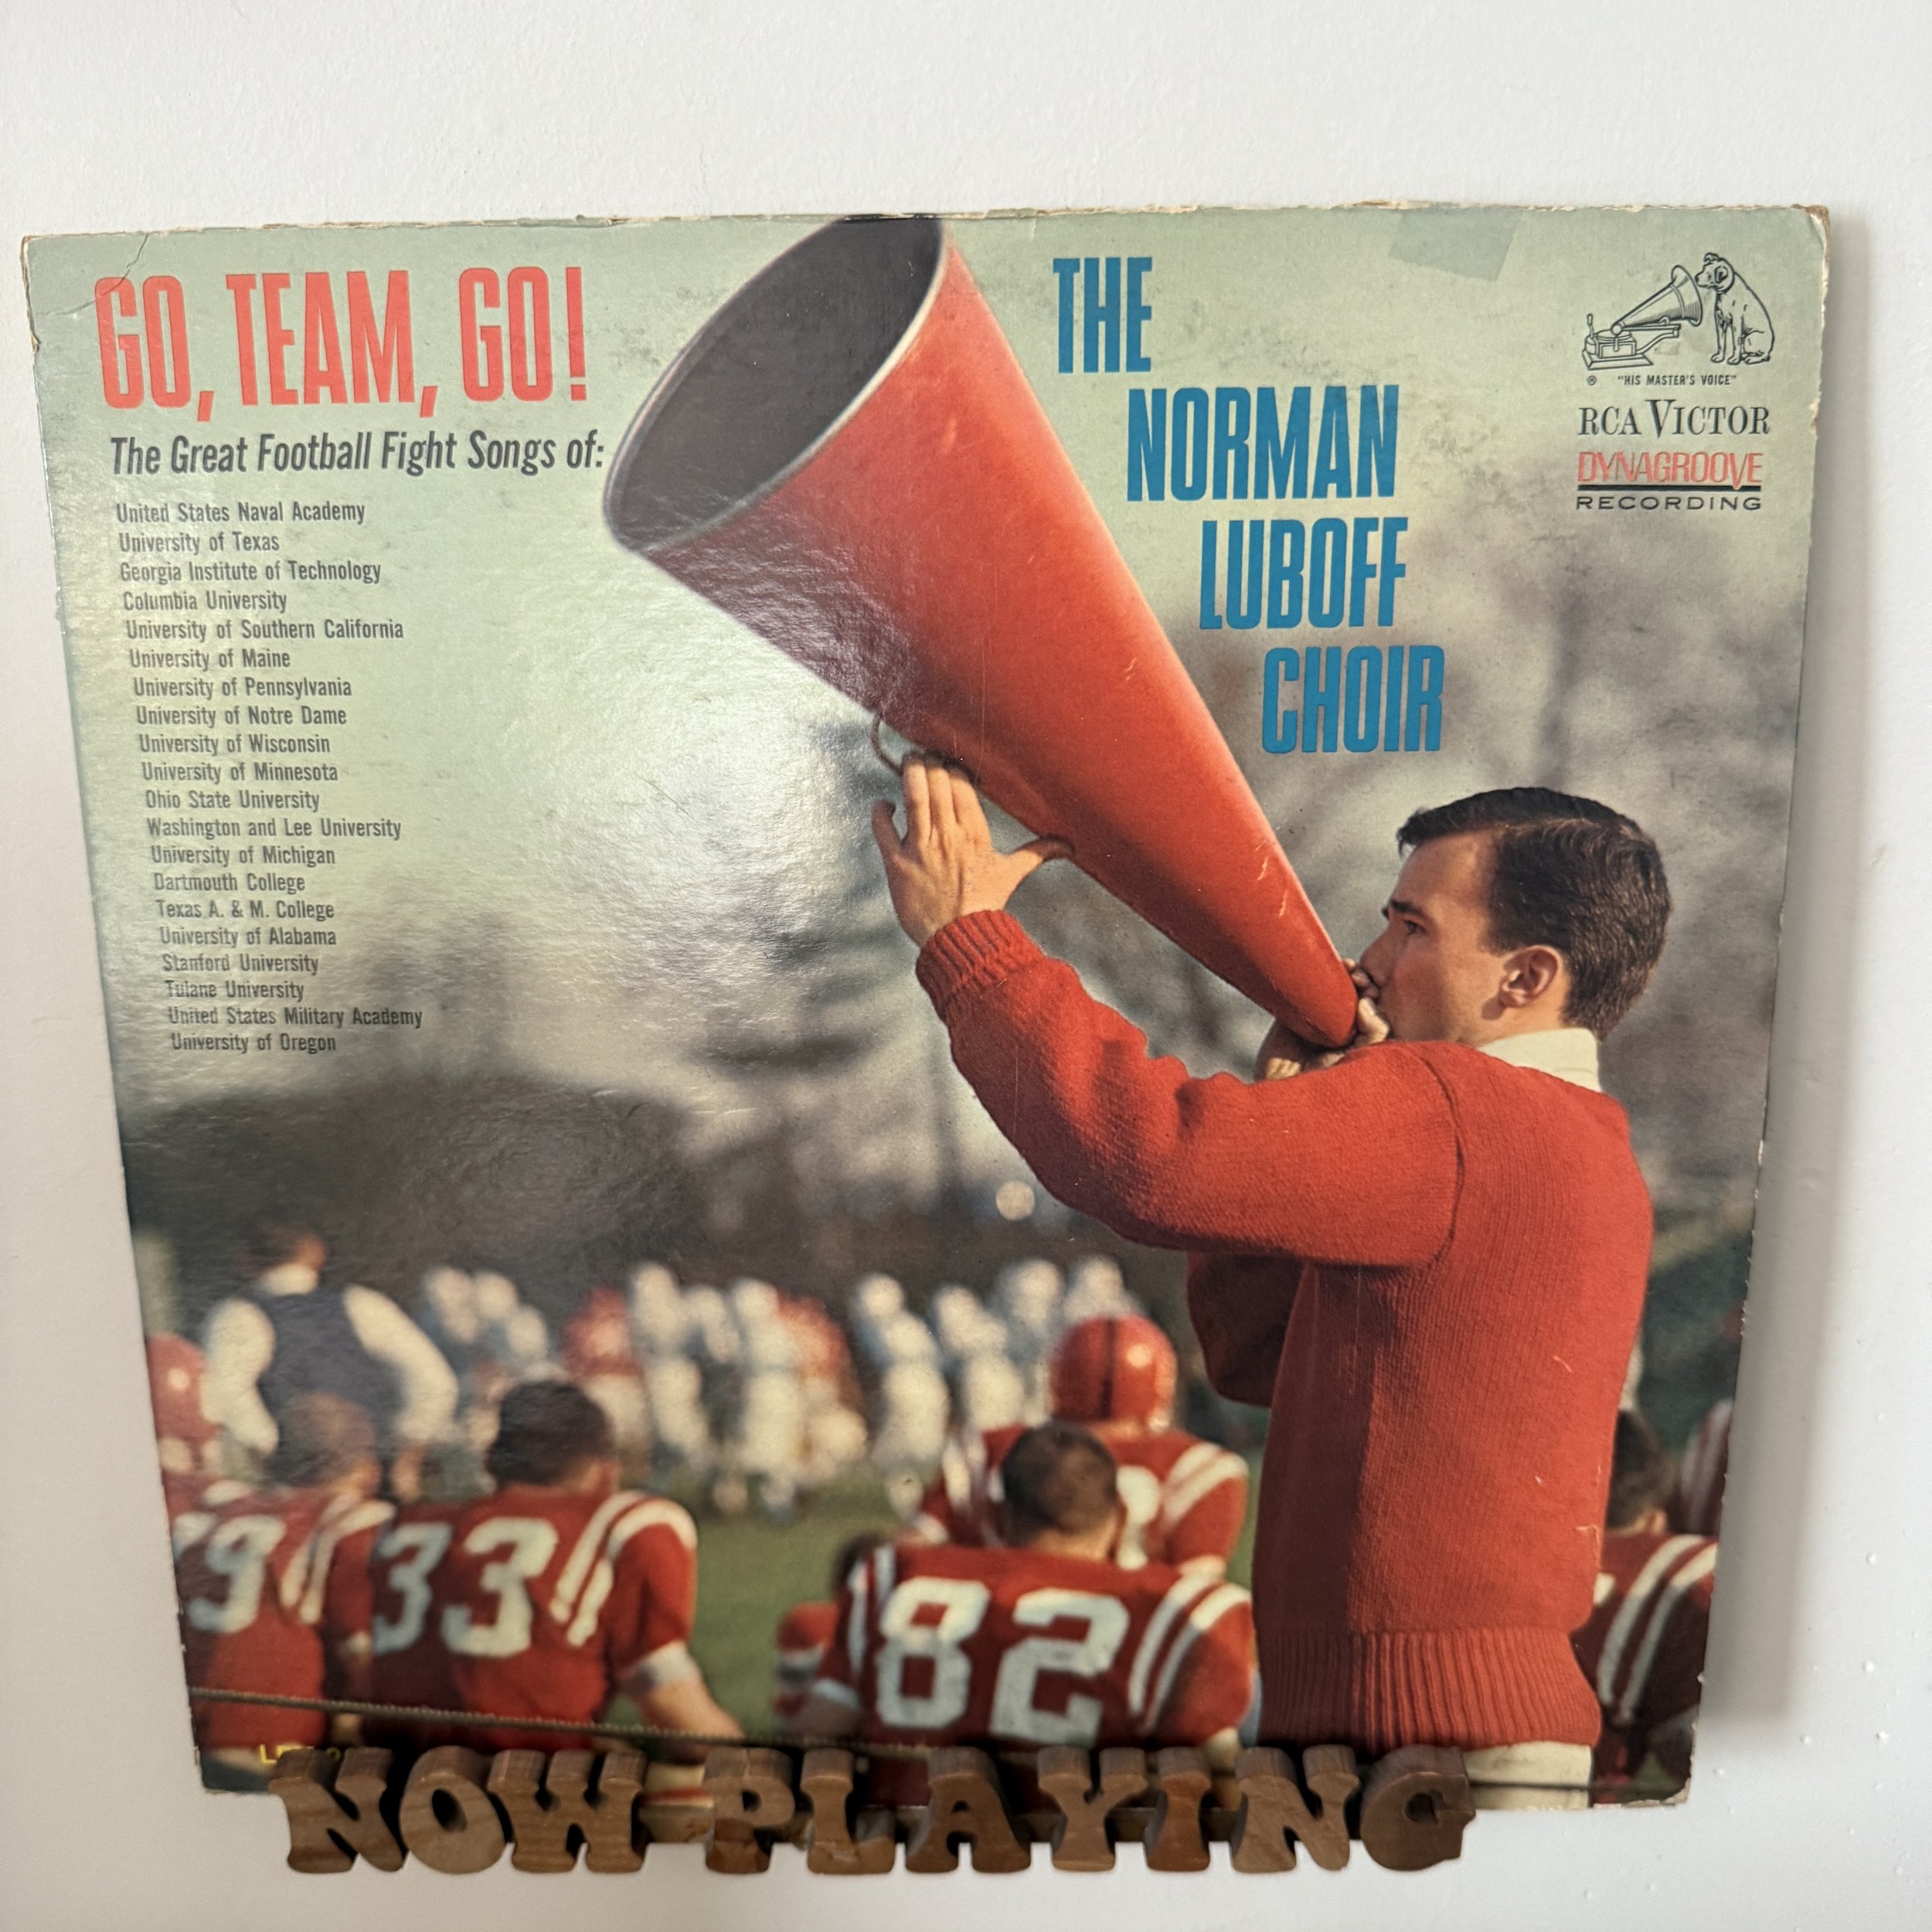 GO, TEAM, GO!
The Great Football Fight Songs of:
United States Naval Academy
University of Texas
Georgia Institute of Technology
Columbia University
University of Southern California
University of Maine
University of Pennsylvania
University of Notre Dame
University of Wisconsin
University of Minnesota
Ohio State University
Washington and Lee University
University of Michigan
Dartmouth College
Texas A. & M. College
University of Alabama
Stanford University
Tulane University
United States Military Academy
University of Oregon
THE
NORMAN
LUBOFF
CHOIR
® "HIS MASTER'S VOICE"
RCA VICTOR
DYNAGROOVE
RECORDING
79
33
82
NOW PLAYING